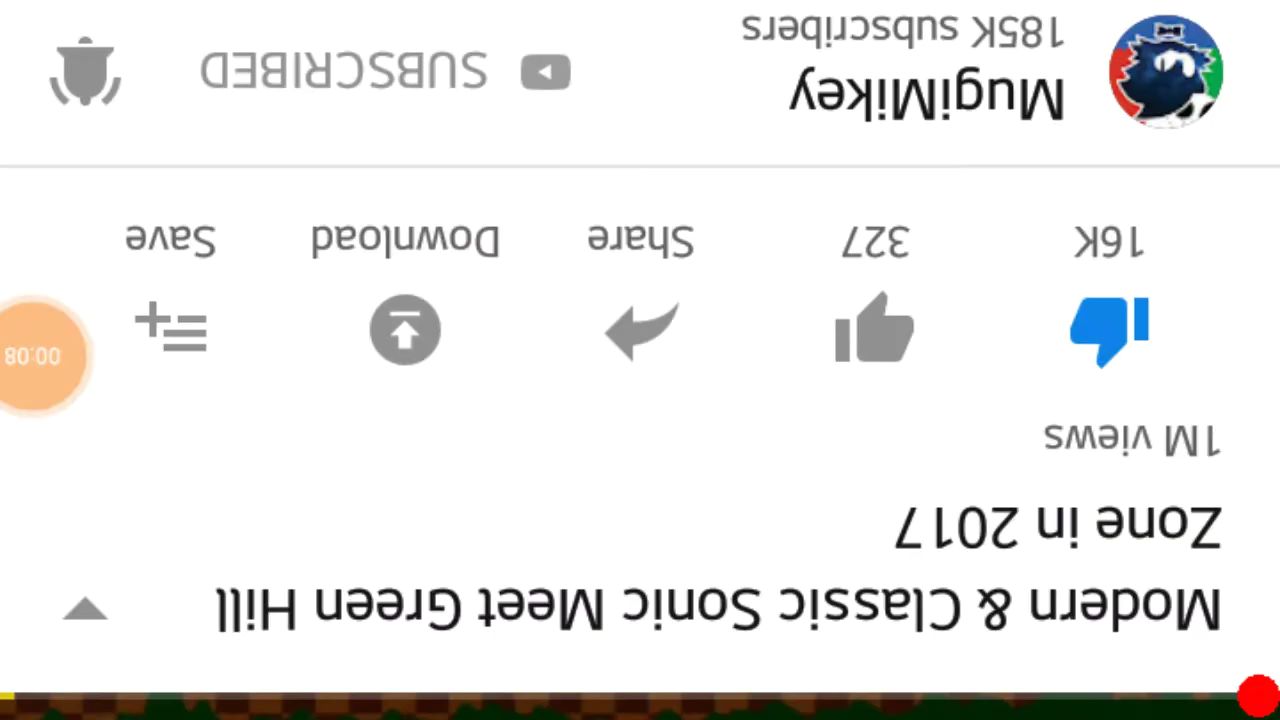 Modern & Classic Sonic Meet Green Hill
Zone in 2017
1M views
16K
327
Share
Download
Save
MugiMikey
185K subscribers
SUBSCRIBED
00:08